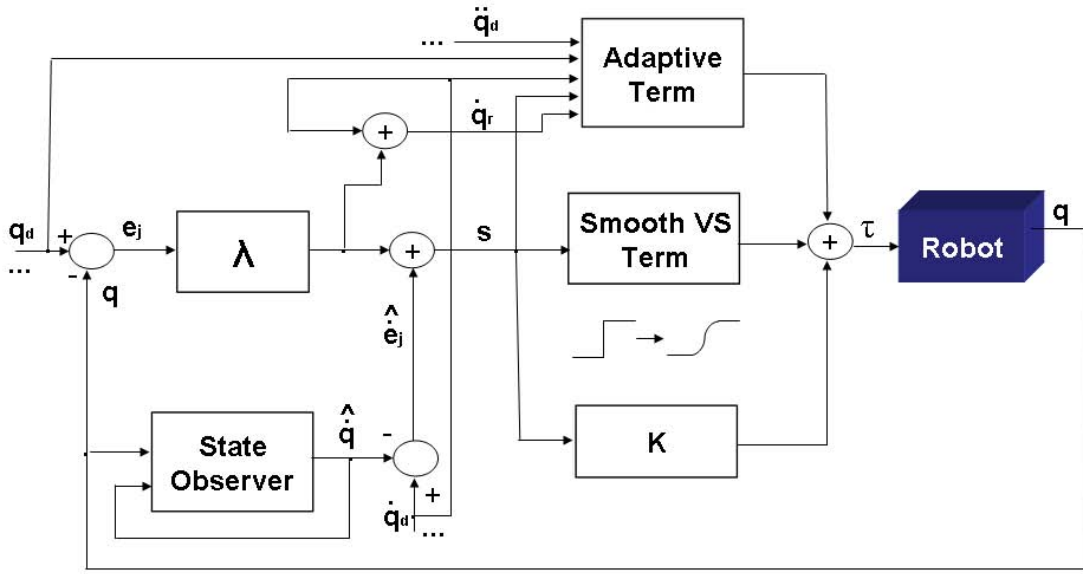 ... q̈d
Adaptive
Term
q̇r
+
qd + ej λ + s
...
- q
Smooth VS
Term
+ τ Robot q
ė̂j
State
Observer
q̇̂ -
K
+
q̇d
...